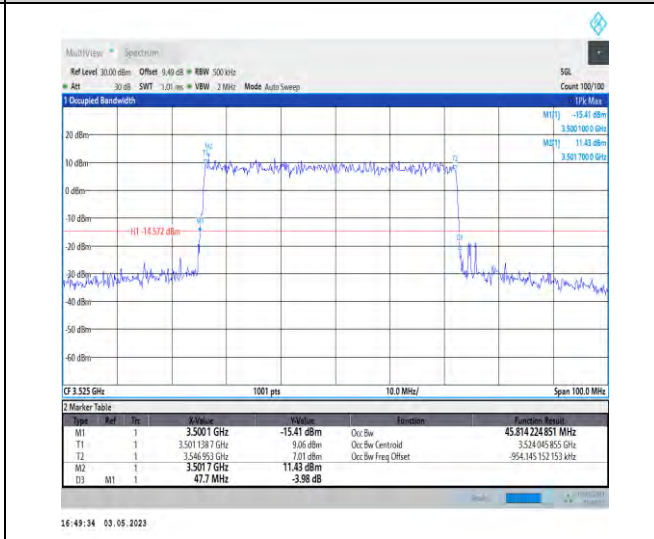 MultiView Spectrum
Ref Level 30.00 dBm Offset 9.49 dB RBW 500 kHz SGL
Att 30 dB SWT 1.01 ms VBW 2 MHz Mode Auto Sweep Count 100/100
1 Occupied Bandwidth 1Pk Max
M1[1] -15.41 dBm
3.500 100 0 GHz
M2[1] 11.43 dBm
3.501 700 0 GHz
20 dBm
M2
T1
T2
10 dBm
0 dBm
-10 dBm
M1
H1 -14.572 dBm
D3
-30 dBm
-40 dBm
-50 dBm
-60 dBm
CF 3.525 GHz 1001 pts 10.0 MHz/ Span 100.0 MHz
2 Marker Table
Type Ref Trc X-Value Y-Value Function Function Result
M1 1 3.5001 GHz -15.41 dBm Occ Bw 45.814 224 851 MHz
T1 1 3.501 138 7 GHz 9.06 dBm Occ Bw Centroid 3.524 045 855 GHz
T2 1 3.546 953 GHz 7.01 dBm Occ Bw Freq Offset -954.145 152 153 kHz
M2 1 3.501 7 GHz 11.43 dBm
D3 M1 1 47.7 MHz -3.98 dB
16:49:34 03.05.2023